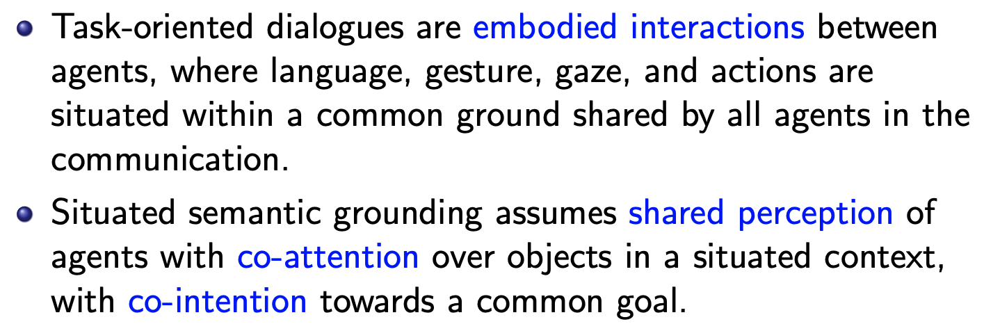 Task-oriented dialogues are embodied interactions between
agents, where language, gesture, gaze, and actions are
situated within a common ground shared by all agents in the
communication.
Situated semantic grounding assumes shared perception of
agents with co-attention over objects in a situated context,
with co-intention towards a common goal.